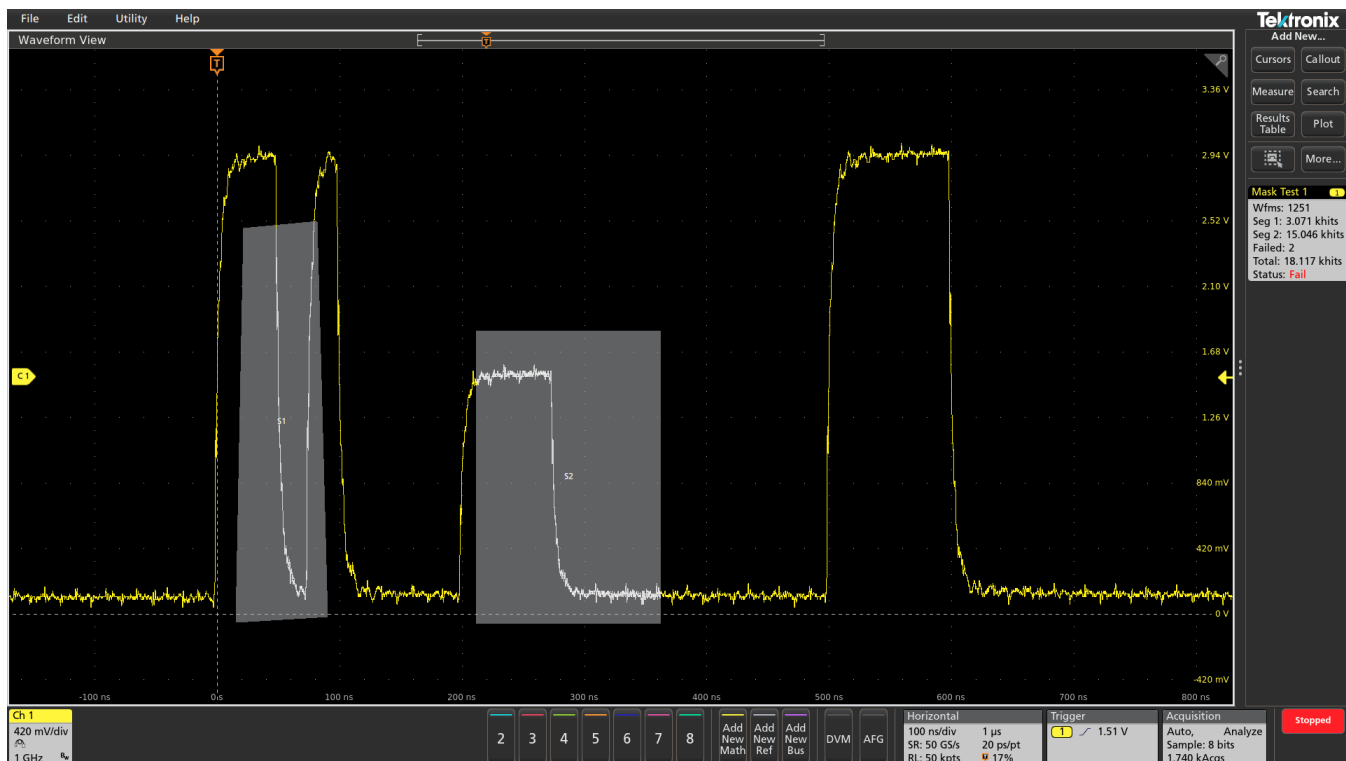 File Edit Utility Help
Tektronix
Waveform View
Add New...
T
T
Cursors Callout
Measure Search
Results Table Plot
More...
3.36 V
2.94 V
2.52 V
2.10 V
1.68 V
1.26 V
840 mV
420 mV
0 V
-420 mV
Mask Test 1 1
Wfms: 1251
Seg 1: 3.071 khits
Seg 2: 15.046 khits
Failed: 2
Total: 18.117 khits
Status: Fail
C1
S1
S2
-100 ns 0 s 100 ns 200 ns 300 ns 400 ns 500 ns 600 ns 700 ns 800 ns
Ch 1
420 mV/div
1 GHz Bw
2 3 4 5 6 7 8
Add New Math
Add New Ref
Add New Bus
DVM AFG
Horizontal
100 ns/div 1 µs
SR: 50 GS/s 20 ps/pt
RL: 50 kpts 17%
Trigger
1 1.51 V
Acquisition
Auto, Analyze
Sample: 8 bits
1.740 kAcqs
Stopped